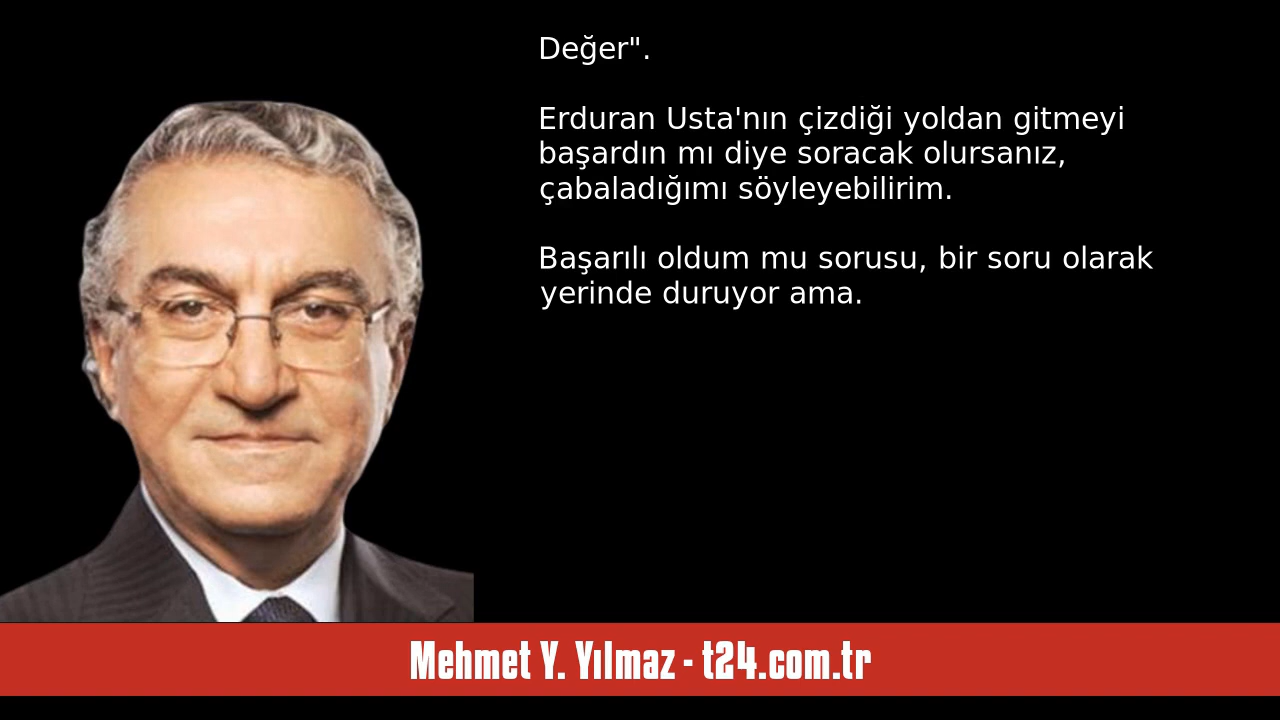 Değer".
Erduran Usta'nın çizdiği yoldan gitmeyi
başardın mı diye soracak olursanız,
çabaladığımı söyleyebilirim.
Başarılı oldum mu sorusu, bir soru olarak
yerinde duruyor ama.
Mehmet Y. Yılmaz - t24.com.tr